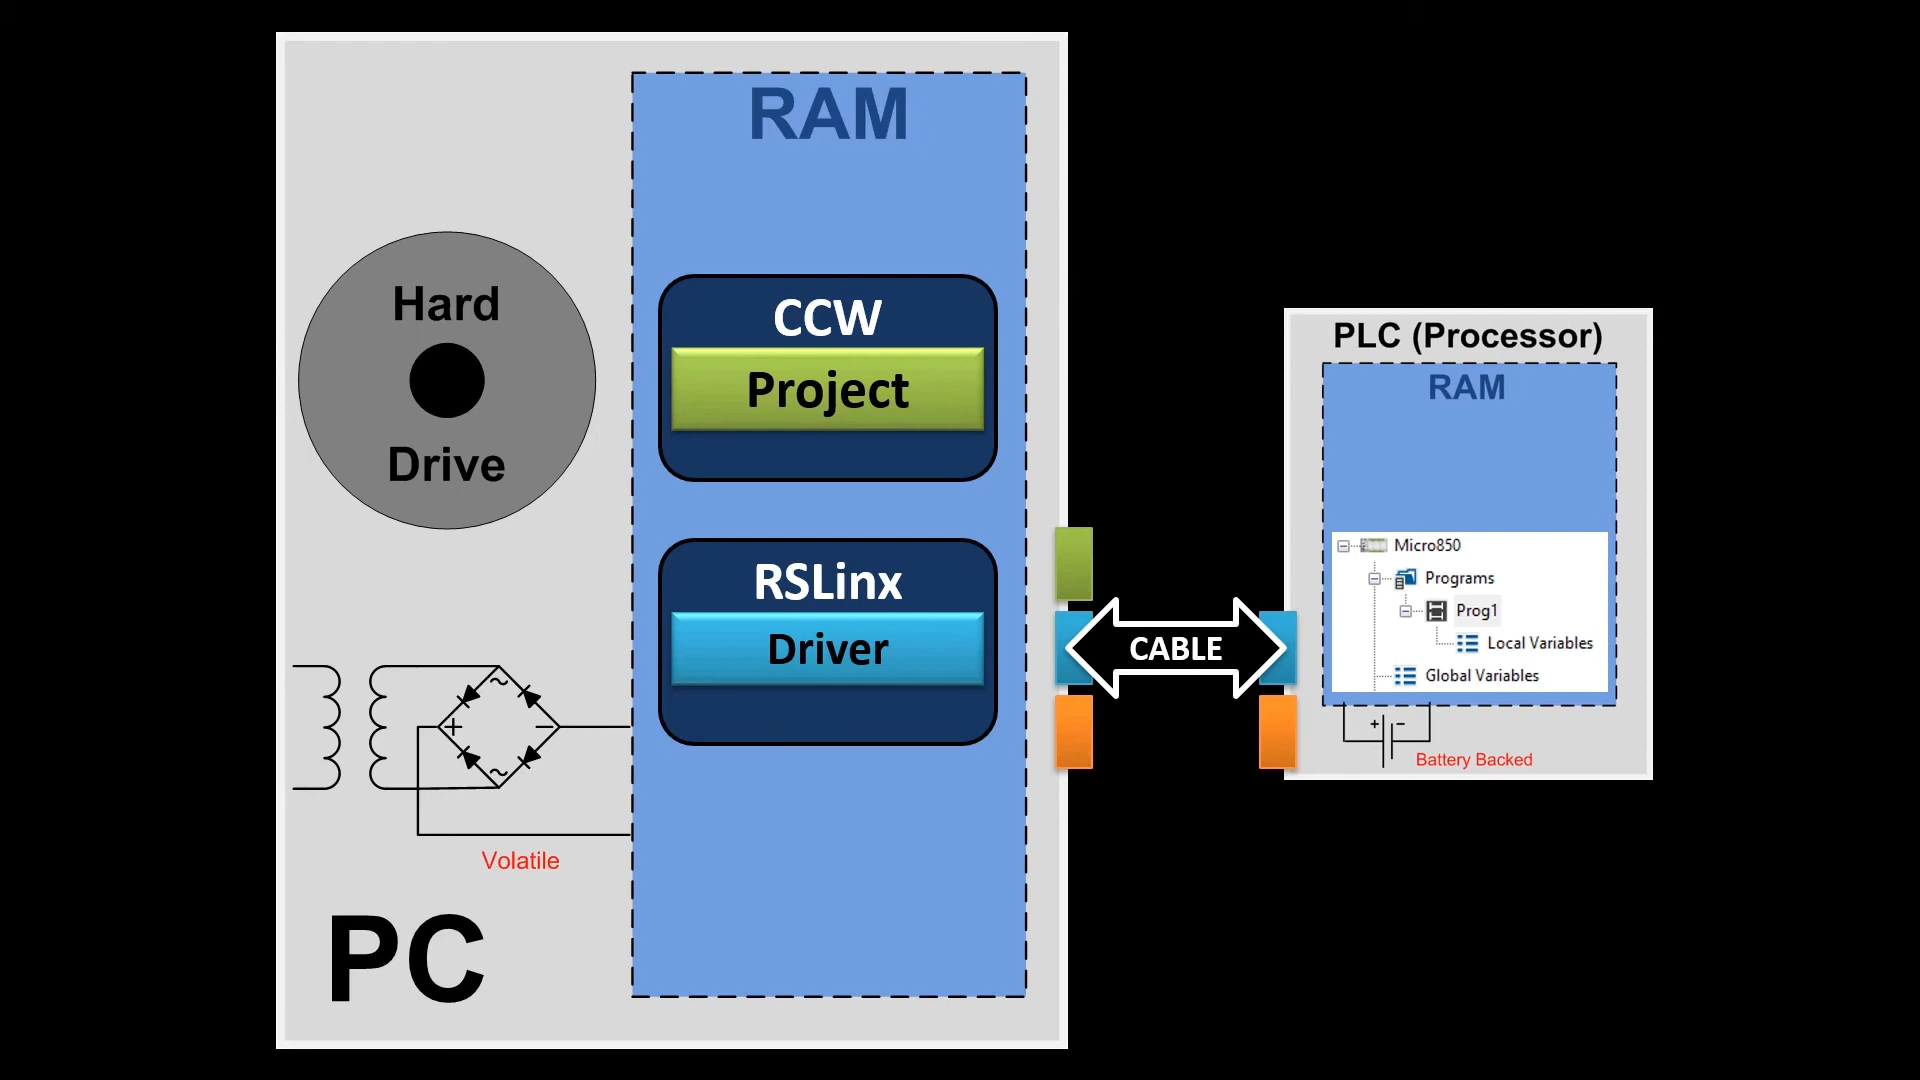 RAM
Hard
Drive
CCW
Project
RSLinx
Driver
Volatile
PC
CABLE
PLC (Processor)
RAM
Micro850
Programs
Prog1
Local Variables
Global Variables
+ −
Battery Backed